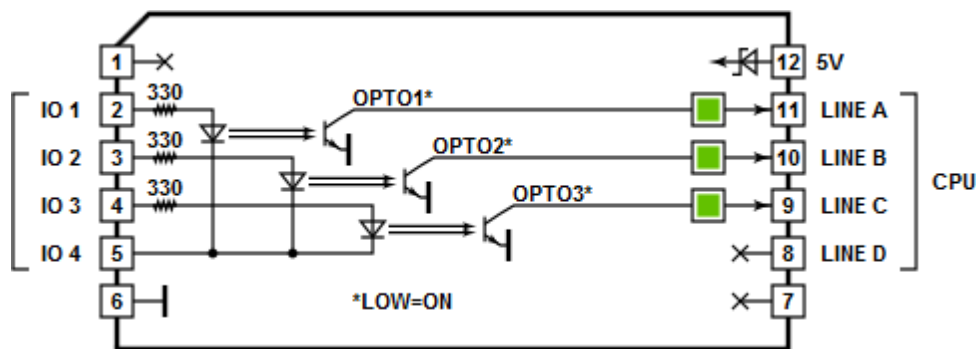 1
12 5V
330
IO 1 2 OPTO1* 11 LINE A
330
IO 2 3 OPTO2* 10 LINE B
CPU
330
IO 3 4 OPTO3* 9 LINE C
IO 4 5 8 LINE D
6 *LOW=ON 7